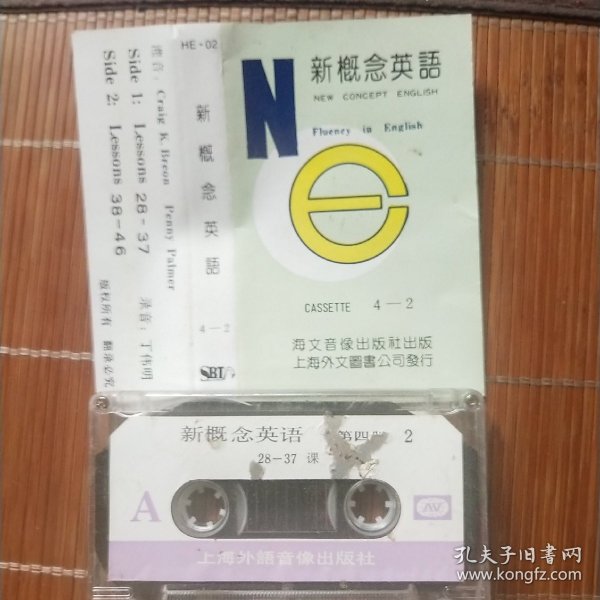 准音：Craig K. Breon Penny Palmer
Side 1: Lessons 28-37 录音：丁伟明
Side 2: Lessons 38-46
版权所有 翻录必究
HE-02
新概念英語
4—2
SBT
N
新概念英語
NEW CONCEPT ENGLISH
Fluency in English
CASSETTE 4—2
海文音像出版社出版
上海外文圖書公司發行
新概念英语 第四册 2
28-37 课
A
AV
上海外語音像出版社
孔夫子旧书网
www.kongfz.com